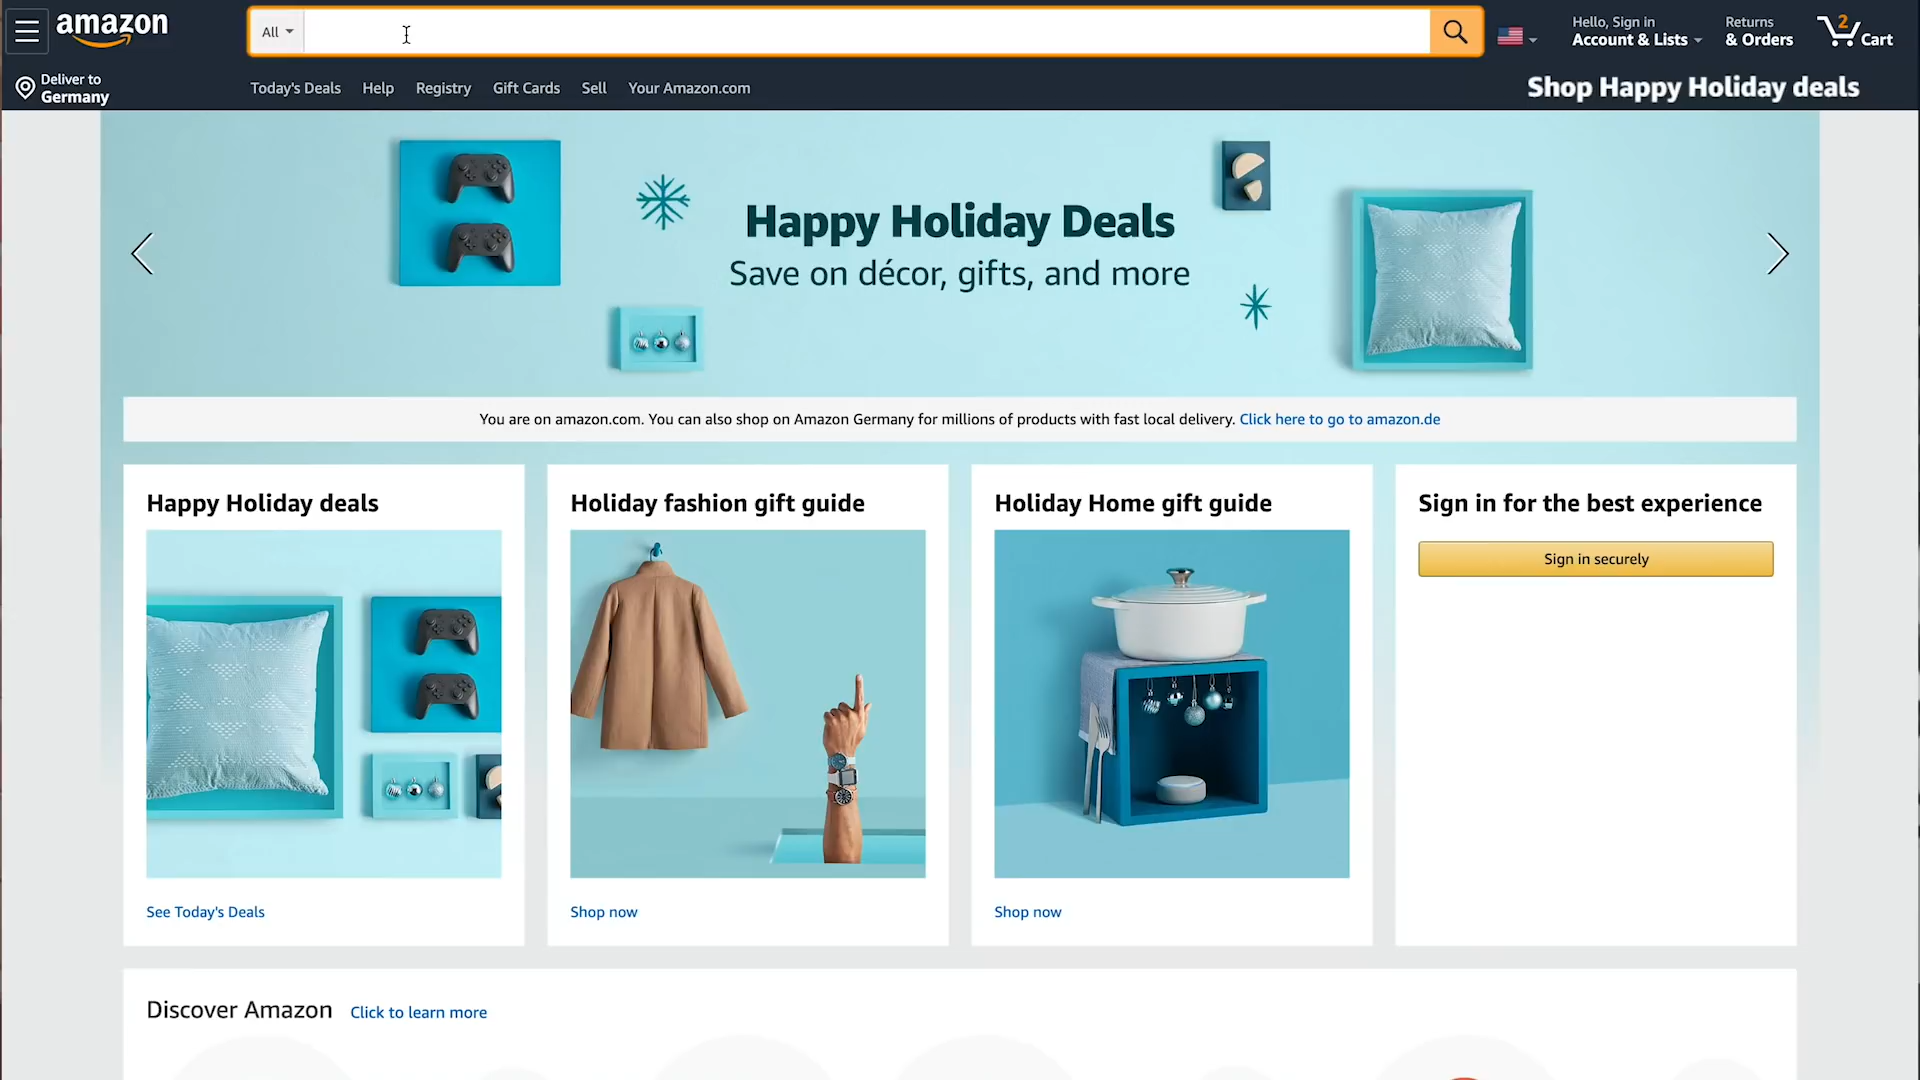 amazon
All
Hello, Sign in
Account & Lists
Returns
& Orders
2
Cart
Deliver to
Germany
Today's Deals
Help
Registry
Gift Cards
Sell
Your Amazon.com
Shop Happy Holiday deals
Happy Holiday Deals
Save on décor, gifts, and more
You are on amazon.com. You can also shop on Amazon Germany for millions of products with fast local delivery. Click here to go to amazon.de
Happy Holiday deals
See Today's Deals
Holiday fashion gift guide
Shop now
Holiday Home gift guide
Shop now
Sign in for the best experience
Sign in securely
Discover Amazon
Click to learn more